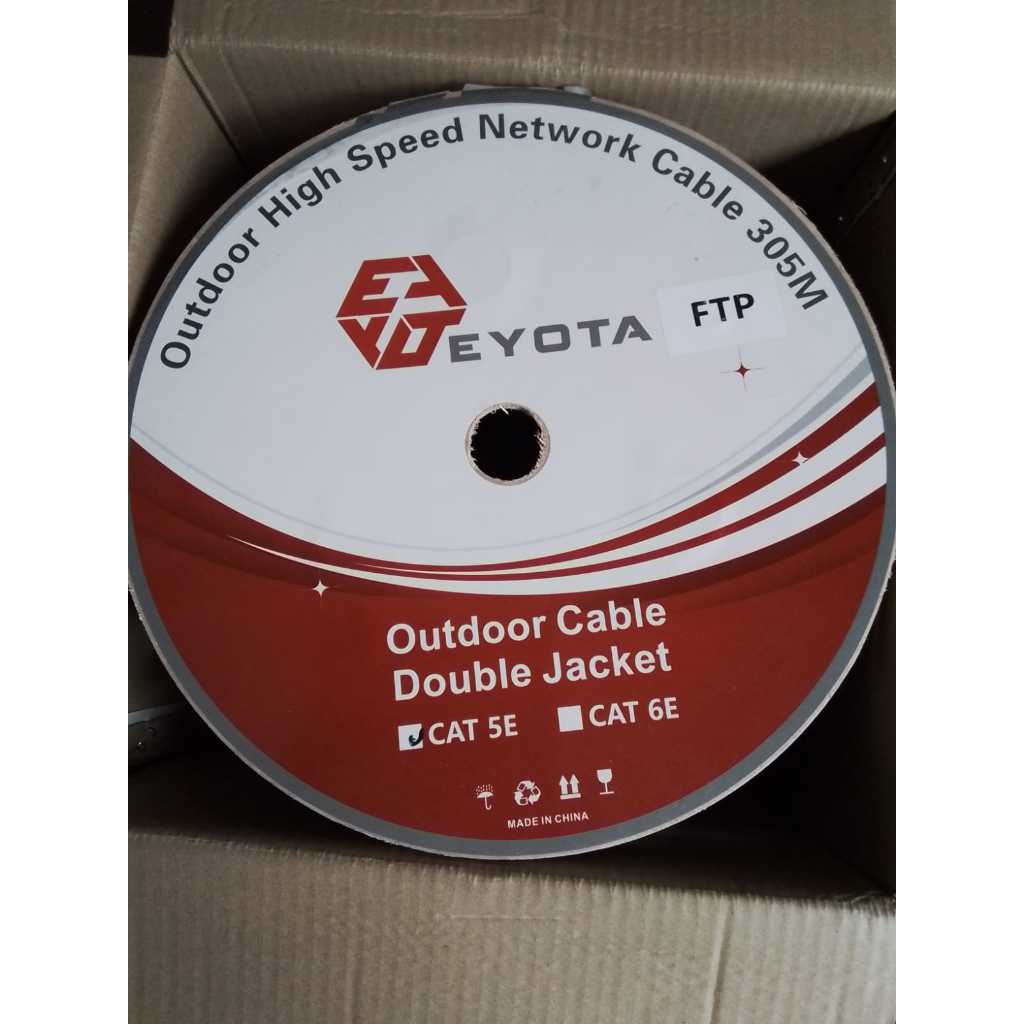 Outdoor High Speed Network Cable 305M
EYOT
EYOTA
FTP
Outdoor Cable
Double Jacket
CAT 5E
CAT 6E
MADE IN CHINA